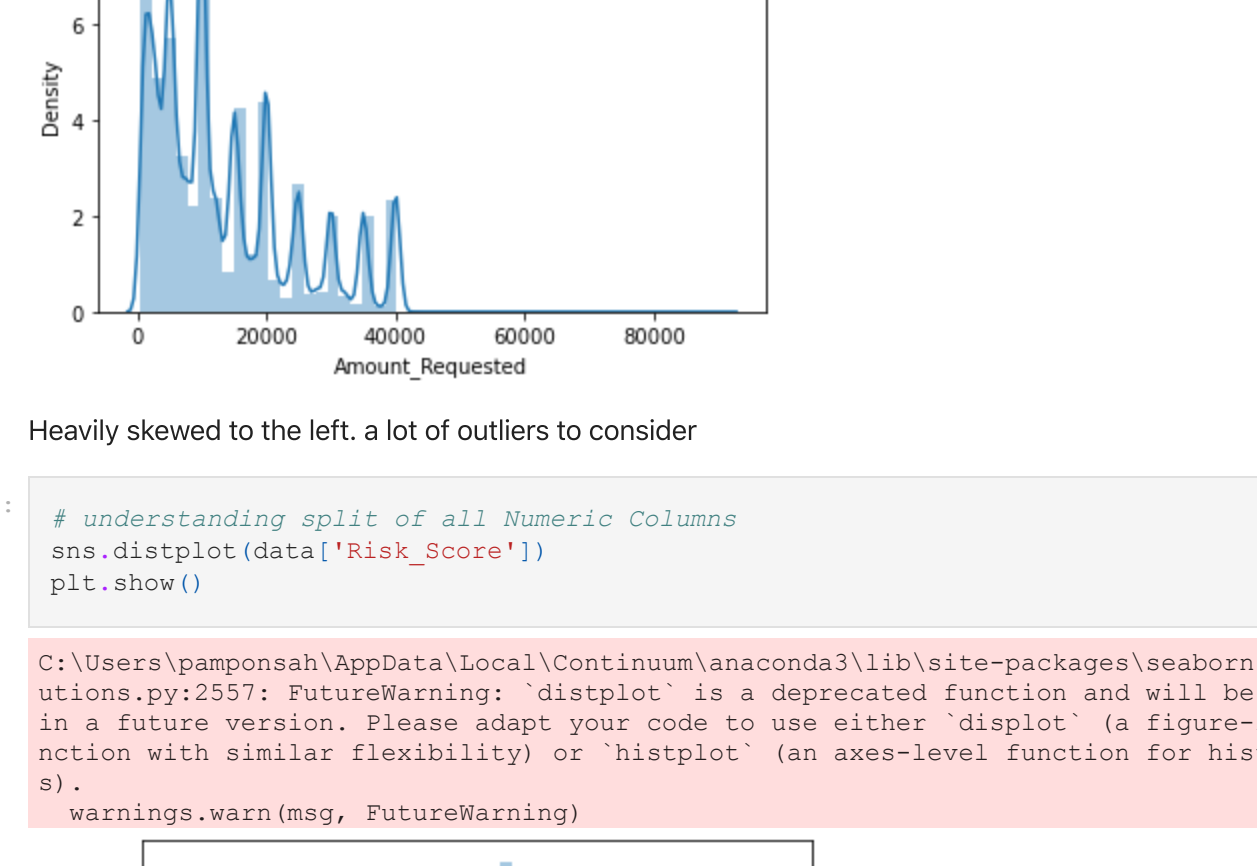 6
Density
4
2
0
0 20000 40000 60000 80000
Amount_Requested
Heavily skewed to the left. a lot of outliers to consider
:
# understanding split of all Numeric Columns
sns.distplot(data['Risk_Score'])
plt.show()
C:\Users\pamponsah\AppData\Local\Continuum\anaconda3\lib\site-packages\seaborn
utions.py:2557: FutureWarning: `distplot` is a deprecated function and will be
in a future version. Please adapt your code to use either `displot` (a figure-
nction with similar flexibility) or `histplot` (an axes-level function for his
s).
warnings.warn(msg, FutureWarning)